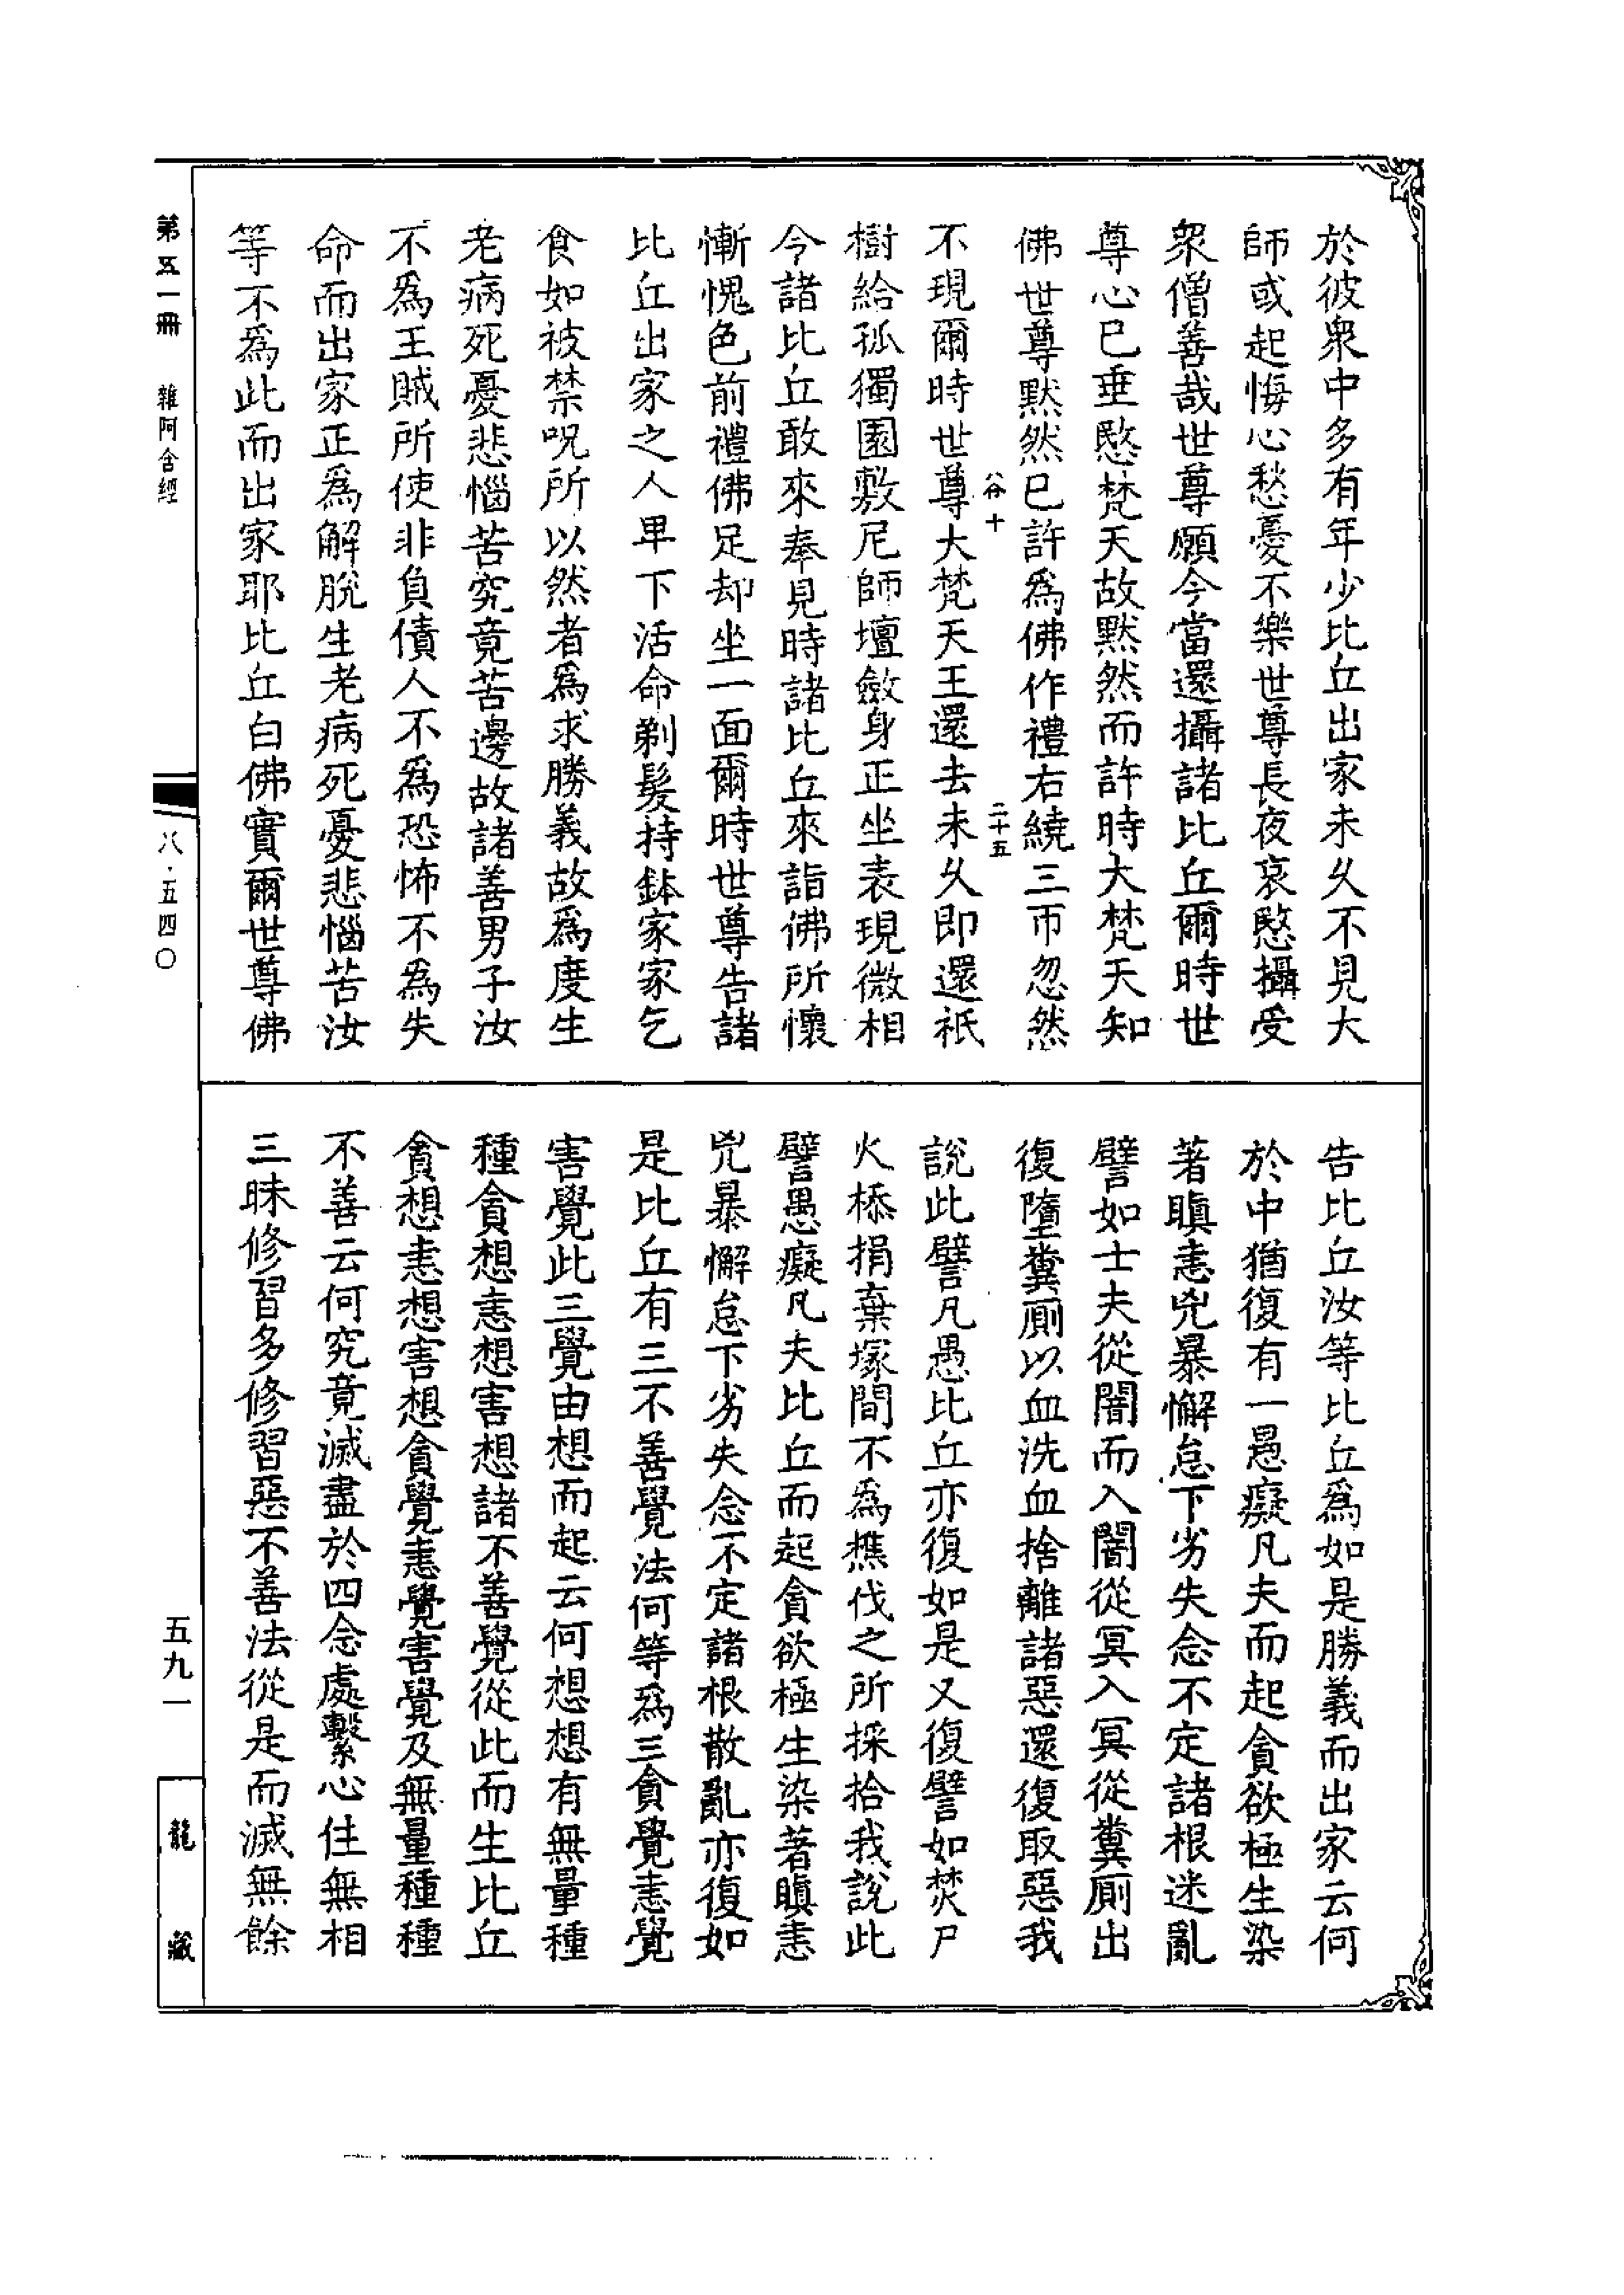 於彼衆中多有年少比丘出家未久不見大
師或起悔心愁憂不樂世尊長夜哀愍攝受
衆僧善哉世尊願今當還攝諸比丘爾時世
尊心已垂愍梵天故默然而許時大梵天知
佛世尊默然已許爲佛作禮右繞三帀忽然
谷十
二十五
不現爾時世尊大梵天王還去未久即還祇
樹給孤獨園敷尼師壇斂身正坐表現微相
今諸比丘敢來奉見時諸比丘來詣佛所懷
慚愧色前禮佛足却坐一面爾時世尊告諸
比丘出家之人卑下活命剃髮持鉢家家乞
食如被禁呪所以然者爲求勝義故爲度生
老病死憂悲惱苦究竟苦邊故諸善男子汝
不爲王賊所使非負債人不爲恐怖不爲失
命而出家正爲解脫生老病死憂悲惱苦汝
等不爲此而出家耶比丘白佛實爾世尊佛
告比丘汝等比丘爲如是勝義而出家云何
於中猶復有一愚癡凡夫而起貪欲極生染
著瞋恚兇暴懈怠下劣失念不定諸根迷亂
譬如士夫從闇而入闇從冥入冥從糞厠出
復墮糞厠以血洗血捨離諸惡還復取惡我
說此譬凡愚比丘亦復如是又復譬如焚尸
火㮇捐棄塚間不爲樵伐之所採拾我說此
譬愚癡凡夫比丘而起貪欲極生染著瞋恚
兇暴懈怠下劣失念不定諸根散亂亦復如
是比丘有三不善覺法何等爲三貪覺恚覺
害覺此三覺由想而起云何想想有無量種
種貪想恚想害想諸不善覺從此而生比丘
貪想恚想害想貪覺恚覺害覺及無量種種
不善云何究竟滅盡於四念處繫心住無相
三昧修習多修習惡不善法從是而滅無餘
第五一冊
雜阿含經
八·五四〇
五九一
龍藏